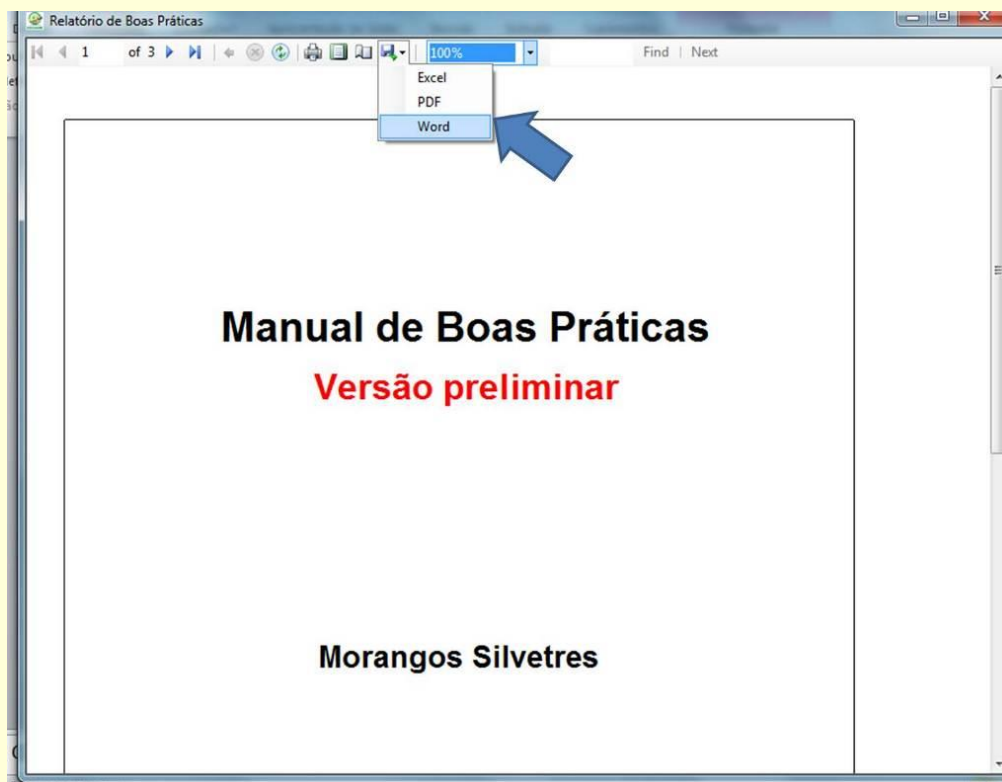 Relatório de Boas Práticas
1 of 3 100% Find | Next
Excel
PDF
Word
Manual de Boas Práticas
Versão preliminar
Morangos Silvetres